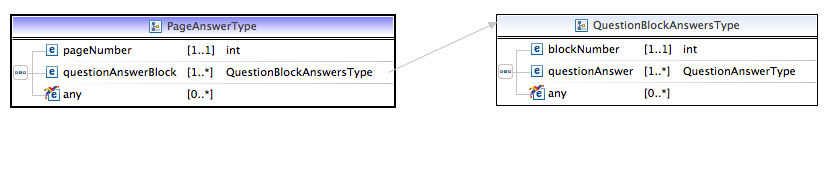 PageAnswerType
pageNumber [1..1] int
questionAnswerBlock [1..*] QuestionBlockAnswersType
any [0..*]
QuestionBlockAnswersType
blockNumber [1..1] int
questionAnswer [1..*] QuestionAnswerType
any [0..*]